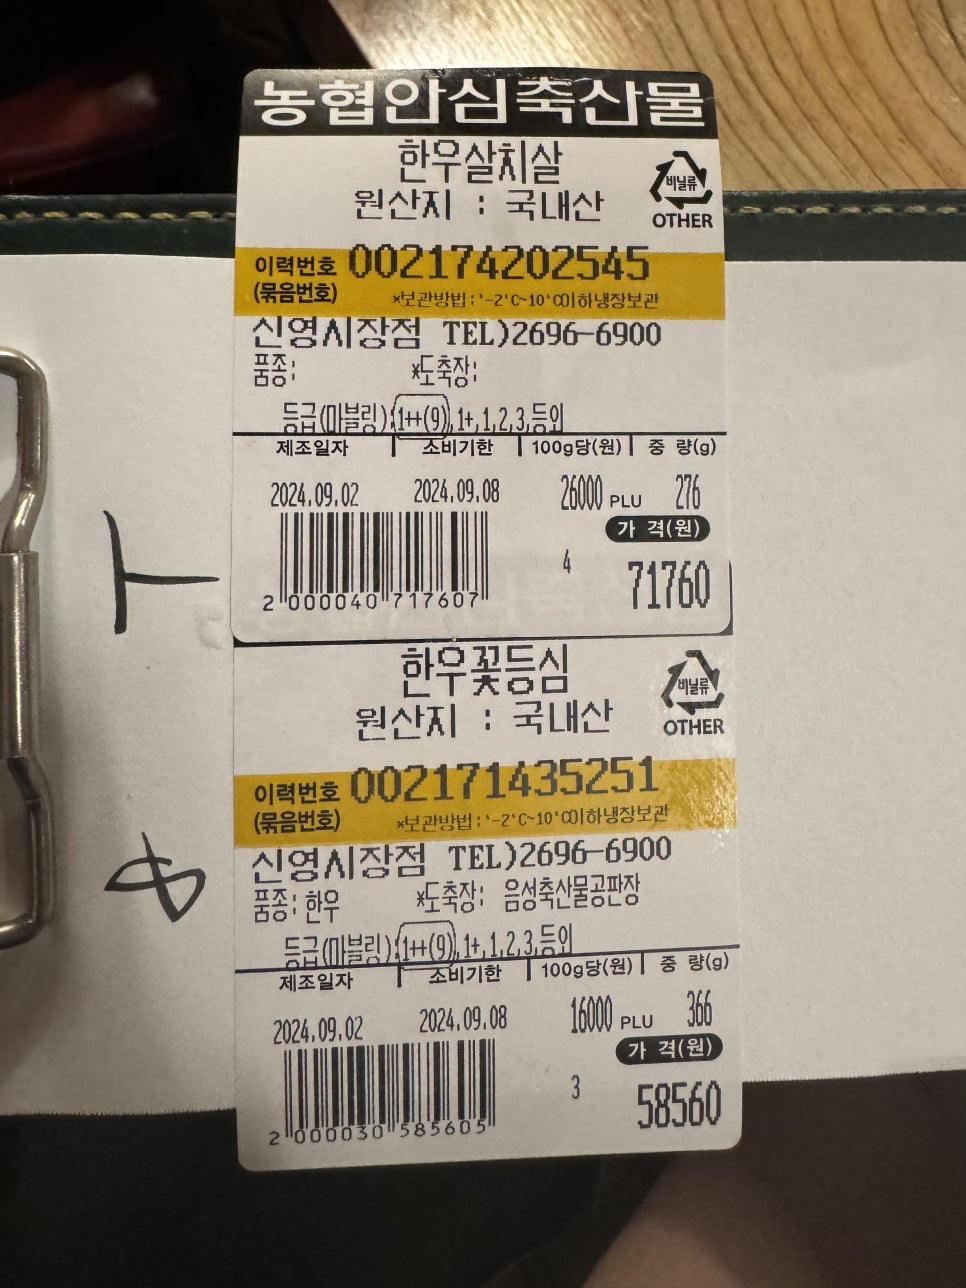 농협안심축산물
한우살치살
원산지 : 국내산
비닐류
OTHER
이력번호 002174202545
(묶음번호) *보관방법:'-2'C~10'C이하냉장보관
신영시장점 TEL)2696-6900
품종: *도축장:
등급(마블링):1++(9),1+,1,2,3,등외
제조일자 소비기한 100g당(원) 중 량(g)
2024.09.02 2024.09.08 26000 PLU 276
가 격(원)
4 71760
2 000040 717607
한우꽃등심
원산지 : 국내산
비닐류
OTHER
이력번호 002171435251
(묶음번호) *보관방법:'-2'C~10'C이하냉장보관
신영시장점 TEL)2696-6900
품종: 한우 *도축장: 음성축산물공판장
등급(마블링):1++(9),1+,1,2,3,등외
제조일자 소비기한 100g당(원) 중 량(g)
2024.09.02 2024.09.08 16000 PLU 366
가 격(원)
3 58560
2 000030 585605